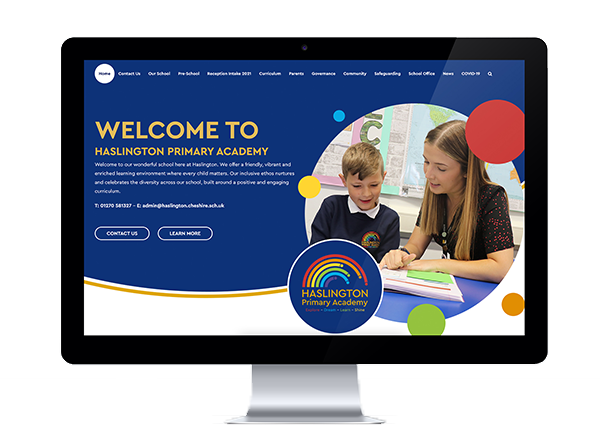 Home Contact Us Our School Pre-School Reception Intake 2021 Curriculum Parents Governance Community Safeguarding School Office News COVID-19
WELCOME TO
HASLINGTON PRIMARY ACADEMY
Welcome to our wonderful school here at Haslington. We offer a friendly, vibrant and
enriched learning environment where every child matters. Our inclusive ethos nurtures
and celebrates the diversity across our school, built around a positive and engaging
curriculum.
T: 01270 381327 - E: admin@haslington.cheshire.sch.uk
CONTACT US LEARN MORE
HASLINGTON
Primary Academy
Explore • Dream • Learn • Shine